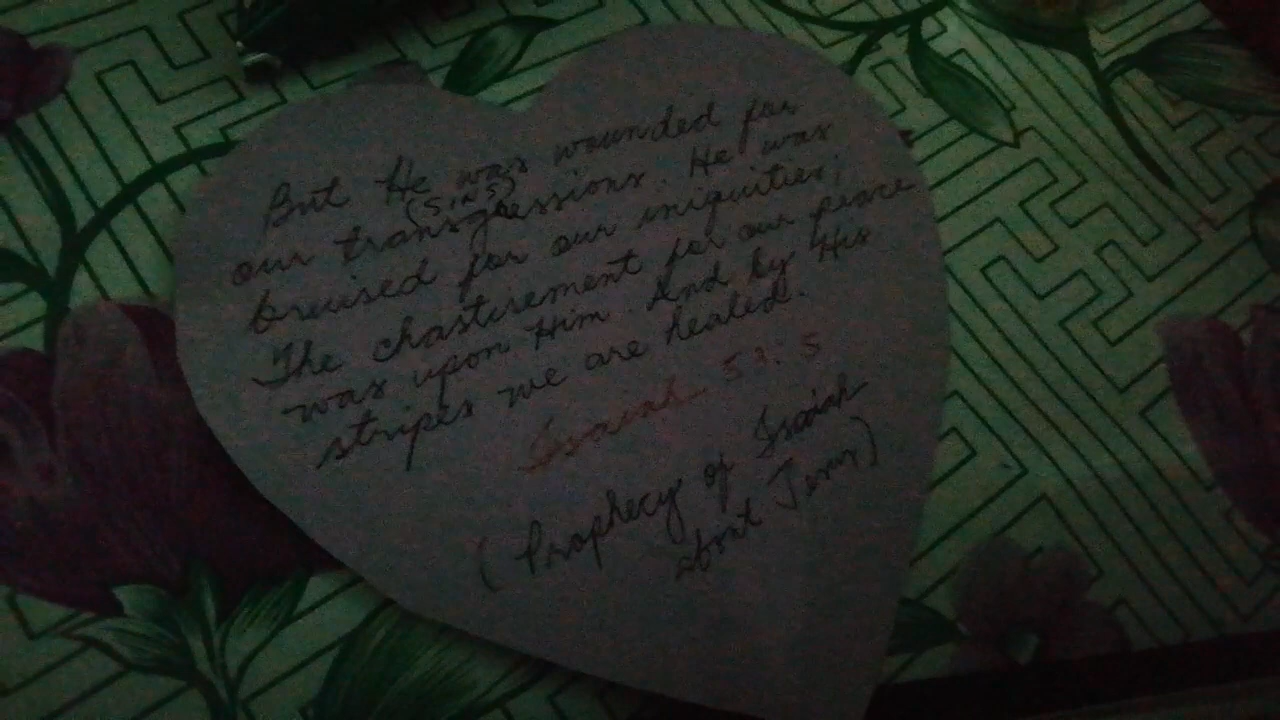 But He was wounded for
(sins)
our transgressions. He was
bruised for our iniquities;
The chastisement for our peace
was upon Him. And by His
stripes we are healed.
Isaiah 53:5
(Prophecy of Isaiah
about Jesus)